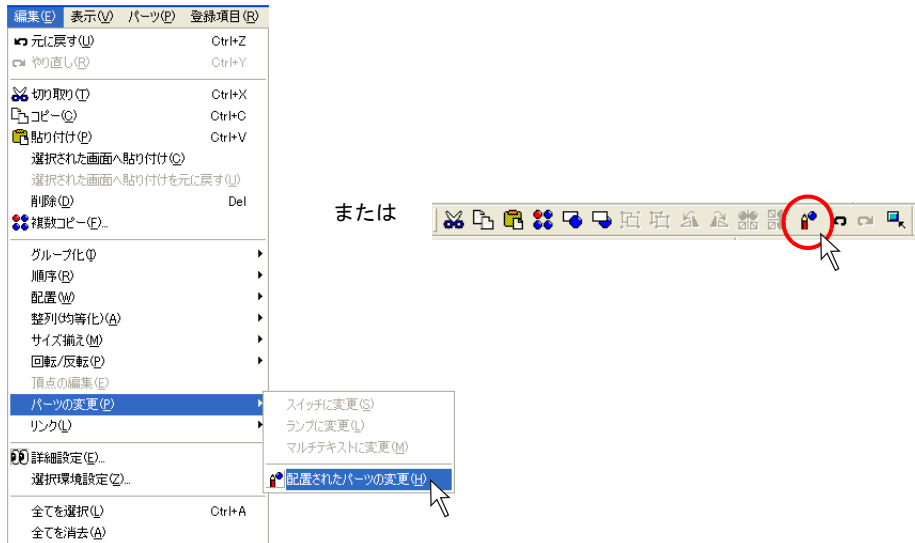 編集(E) 表示(V) パーツ(P) 登録項目(R)
元に戻す(U) Ctrl+Z
やり直し(R) Ctrl+Y
切り取り(T) Ctrl+X
コピー(C) Ctrl+C
貼り付け(P) Ctrl+V
選択された画面へ貼り付け(C)
選択された画面へ貼り付けを元に戻す(U)
削除(D) Del
複数コピー(F)...
グループ化(I)
順序(R)
配置(W)
整列(均等化)(A)
サイズ揃え(M)
回転/反転(P)
頂点の編集(E)
パーツの変更(P)
リンク(L)
詳細設定(E)...
選択環境設定(Z)...
全てを選択(L) Ctrl+A
全てを消去(A)
スイッチに変更(S)
ランプに変更(L)
マルチテキストに変更(M)
配置されたパーツの変更(H)
または